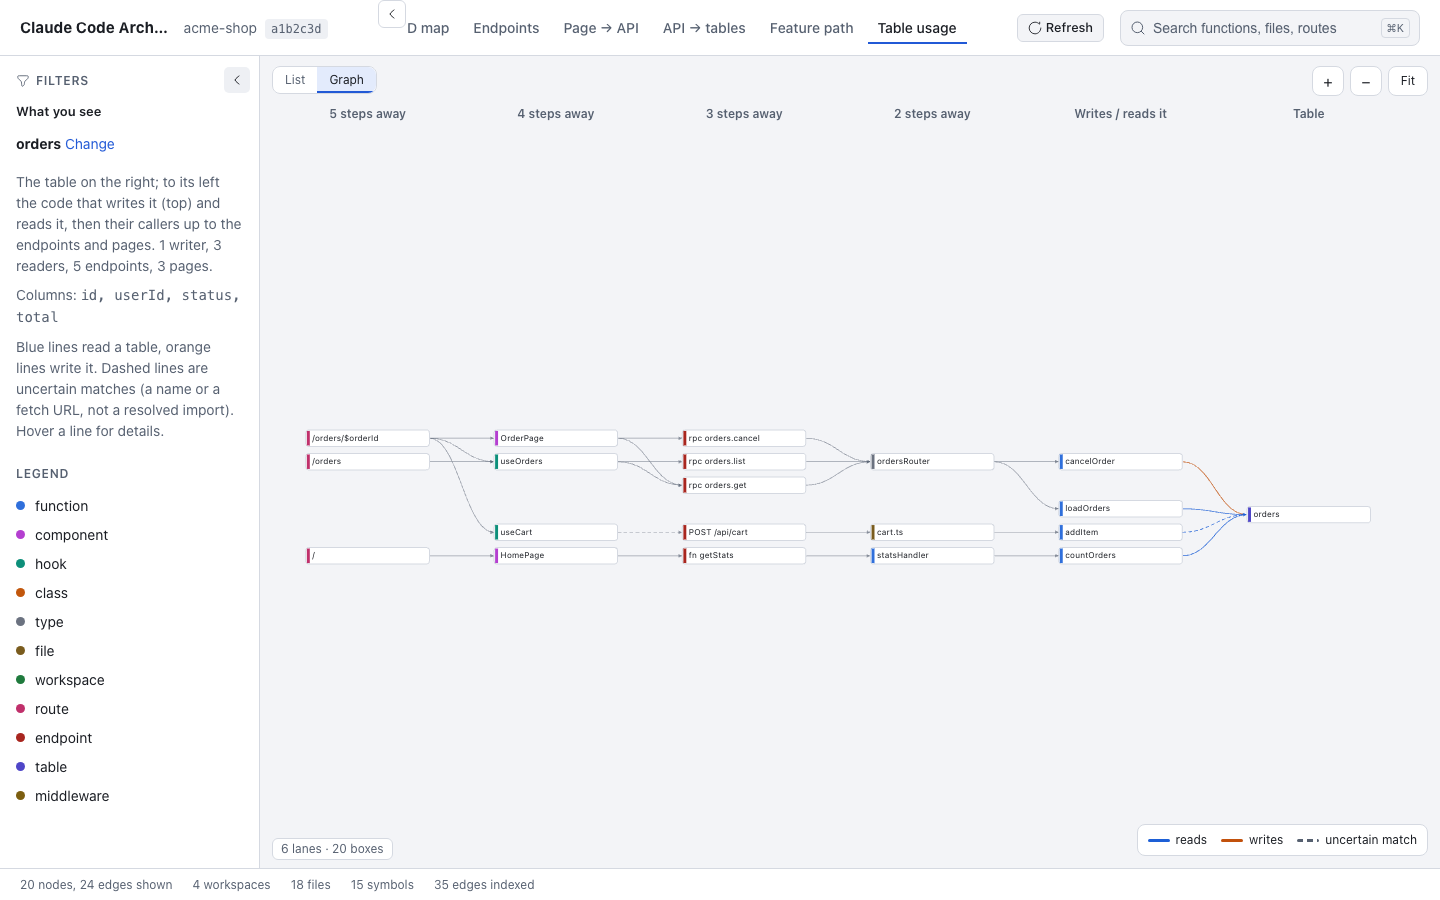 Claude Code Arch...
acme-shop
a1b2c3d
D map
Endpoints
Page → API
API → tables
Feature path
Table usage
Refresh
Search functions, files, routes
⌘K
FILTERS
What you see
orders Change
The table on the right; to its left
the code that writes it (top) and
reads it, then their callers up to the
endpoints and pages. 1 writer, 3
readers, 5 endpoints, 3 pages.
Columns: id, userId, status,
total
Blue lines read a table, orange
lines write it. Dashed lines are
uncertain matches (a name or a
fetch URL, not a resolved import).
Hover a line for details.
LEGEND
function
component
hook
class
type
file
workspace
route
endpoint
table
middleware
List
Graph
+
−
Fit
5 steps away
4 steps away
3 steps away
2 steps away
Writes / reads it
Table
/orders/$orderId
OrderPage
rpc orders.cancel
/orders
useOrders
rpc orders.list
ordersRouter
cancelOrder
rpc orders.get
loadOrders
orders
useCart
POST /api/cart
cart.ts
addItem
/
HomePage
fn getStats
statsHandler
countOrders
6 lanes · 20 boxes
reads
writes
uncertain match
20 nodes, 24 edges shown
4 workspaces
18 files
15 symbols
35 edges indexed